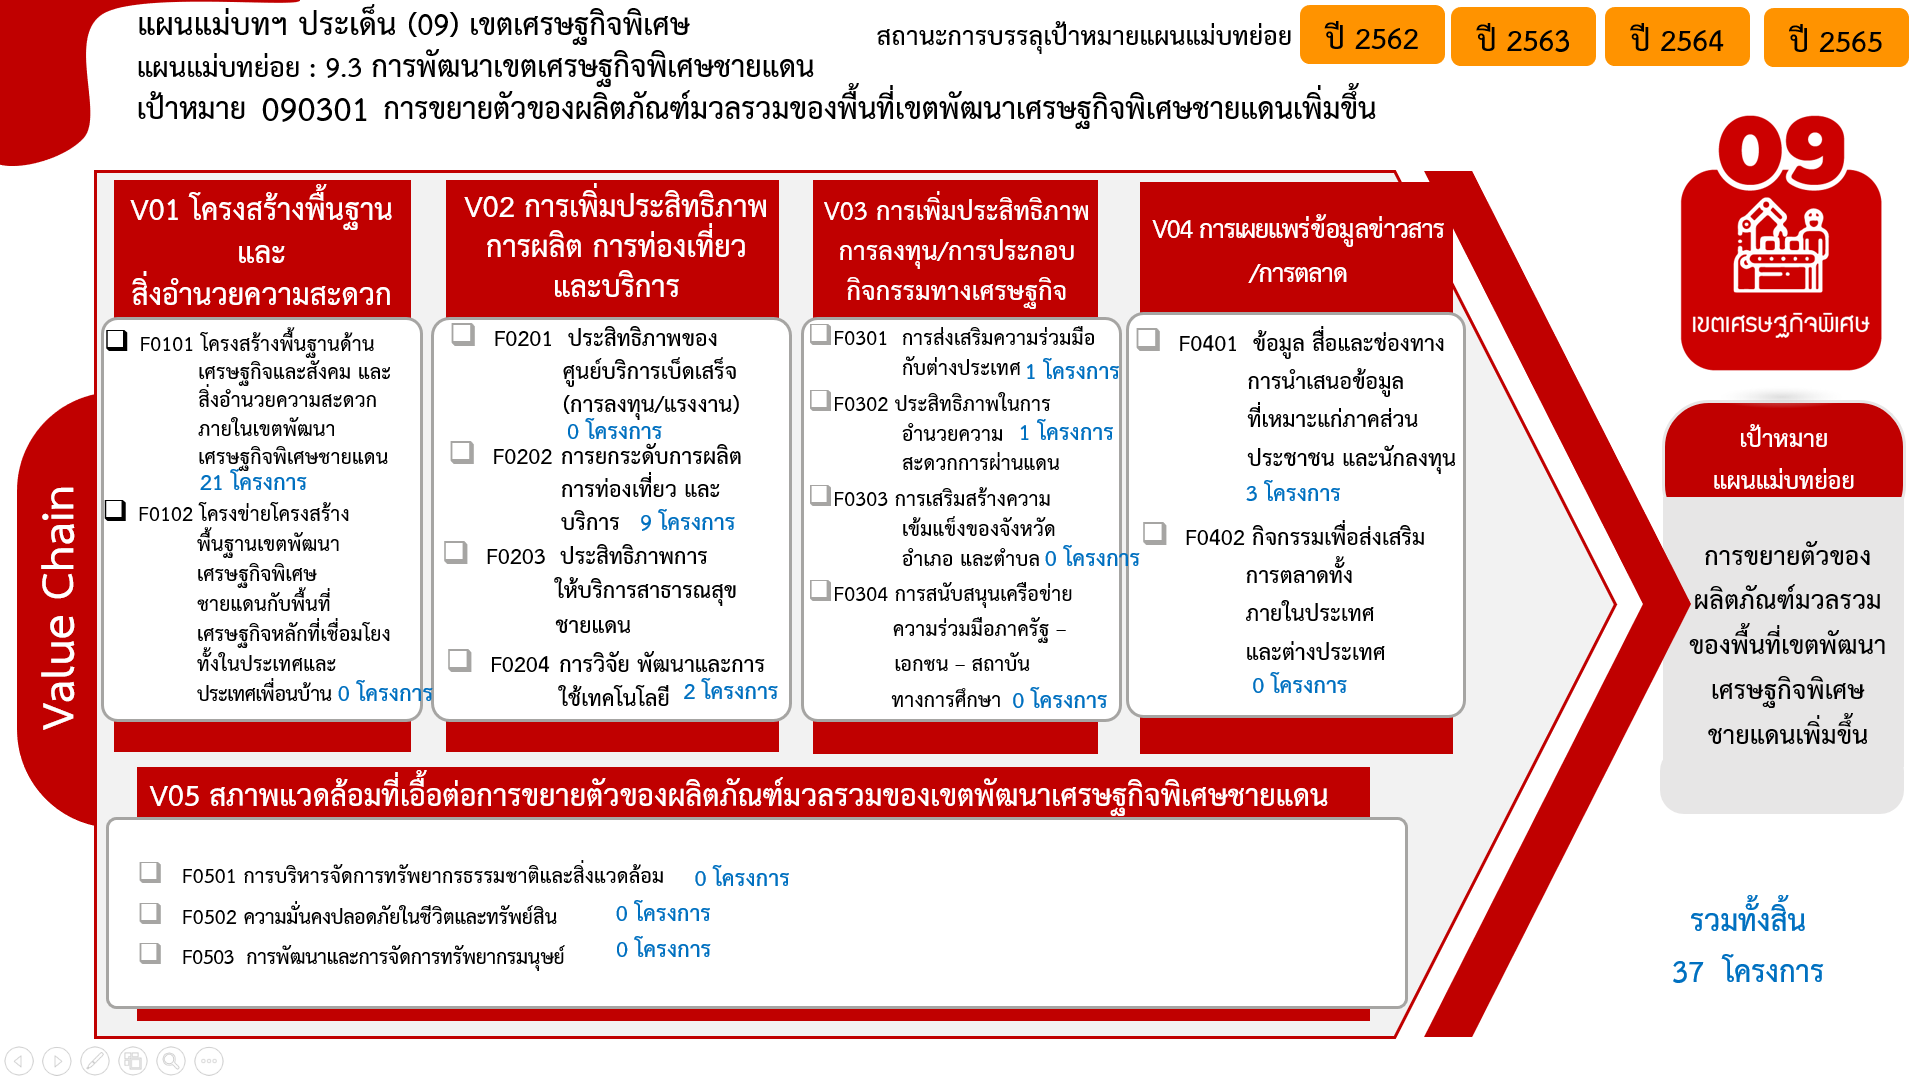 แผนแม่บทฯ ประเด็น (09) เขตเศรษฐกิจพิเศษ
แผนแม่บทย่อย : 9.3 การพัฒนาเขตเศรษฐกิจพิเศษชายแดน
เป้าหมาย 090301 การขยายตัวของผลิตภัณฑ์มวลรวมของพื้นที่เขตพัฒนาเศรษฐกิจพิเศษชายแดนเพิ่มขึ้น
สถานะการบรรลุเป้าหมายแผนแม่บทย่อย
ปี 2562
ปี 2563
ปี 2564
ปี 2565
Value Chain
V01 โครงสร้างพื้นฐาน
และ
สิ่งอำนวยความสะดวก
F0101 โครงสร้างพื้นฐานด้าน
เศรษฐกิจและสังคม และ
สิ่งอำนวยความสะดวก
ภายในเขตพัฒนา
เศรษฐกิจพิเศษชายแดน
21 โครงการ
F0102 โครงข่ายโครงสร้าง
พื้นฐานเขตพัฒนา
เศรษฐกิจพิเศษ
ชายแดนกับพื้นที่
เศรษฐกิจหลักที่เชื่อมโยง
ทั้งในประเทศและ
ประเทศเพื่อนบ้าน 0 โครงการ
V02 การเพิ่มประสิทธิภาพ
การผลิต การท่องเที่ยว
และบริการ
F0201 ประสิทธิภาพของ
ศูนย์บริการเบ็ดเสร็จ
(การลงทุน/แรงงาน)
0 โครงการ
F0202 การยกระดับการผลิต
การท่องเที่ยว และ
บริการ 9 โครงการ
F0203 ประสิทธิภาพการ
ให้บริการสาธารณสุข
ชายแดน
F0204 การวิจัย พัฒนาและการ
ใช้เทคโนโลยี 2 โครงการ
V03 การเพิ่มประสิทธิภาพ
การลงทุน/การประกอบ
กิจกรรมทางเศรษฐกิจ
F0301 การส่งเสริมความร่วมมือ
กับต่างประเทศ 1 โครงการ
F0302 ประสิทธิภาพในการ
อำนวยความ 1 โครงการ
สะดวกการผ่านแดน
F0303 การเสริมสร้างความ
เข้มแข็งของจังหวัด
อำเภอ และตำบล 0 โครงการ
F0304 การสนับสนุนเครือข่าย
ความร่วมมือภาครัฐ –
เอกชน – สถาบัน
ทางการศึกษา 0 โครงการ
V04 การเผยแพร่ข้อมูลข่าวสาร
/การตลาด
F0401 ข้อมูล สื่อและช่องทาง
การนำเสนอข้อมูล
ที่เหมาะแก่ภาคส่วน
ประชาชน และนักลงทุน
3 โครงการ
F0402 กิจกรรมเพื่อส่งเสริม
การตลาดทั้ง
ภายในประเทศ
และต่างประเทศ
0 โครงการ
V05 สภาพแวดล้อมที่เอื้อต่อการขยายตัวของผลิตภัณฑ์มวลรวมของเขตพัฒนาเศรษฐกิจพิเศษชายแดน
F0501 การบริหารจัดการทรัพยากรธรรมชาติและสิ่งแวดล้อม 0 โครงการ
F0502 ความมั่นคงปลอดภัยในชีวิตและทรัพย์สิน 0 โครงการ
F0503 การพัฒนาและการจัดการทรัพยากรมนุษย์ 0 โครงการ
09
เขตเศรษฐกิจพิเศษ
เป้าหมาย
แผนแม่บทย่อย
การขยายตัวของ
ผลิตภัณฑ์มวลรวม
ของพื้นที่เขตพัฒนา
เศรษฐกิจพิเศษ
ชายแดนเพิ่มขึ้น
รวมทั้งสิ้น
37 โครงการ